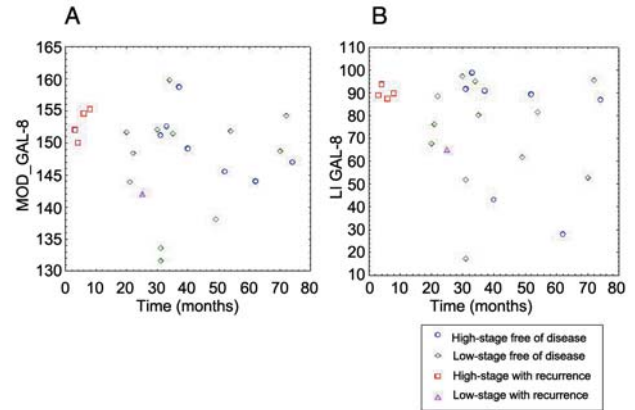 A
MOD_GAL-8
165
160
155
150
145
140
135
130
0 10 20 30 40 50 60 70 80
Time (months)
B
LI GAL-8
110
100
90
80
70
60
50
40
30
20
10
0 10 20 30 40 50 60 70 80
Time (months)
High-stage free of disease
Low-stage free of disease
High-stage with recurrence
Low-stage with recurrence